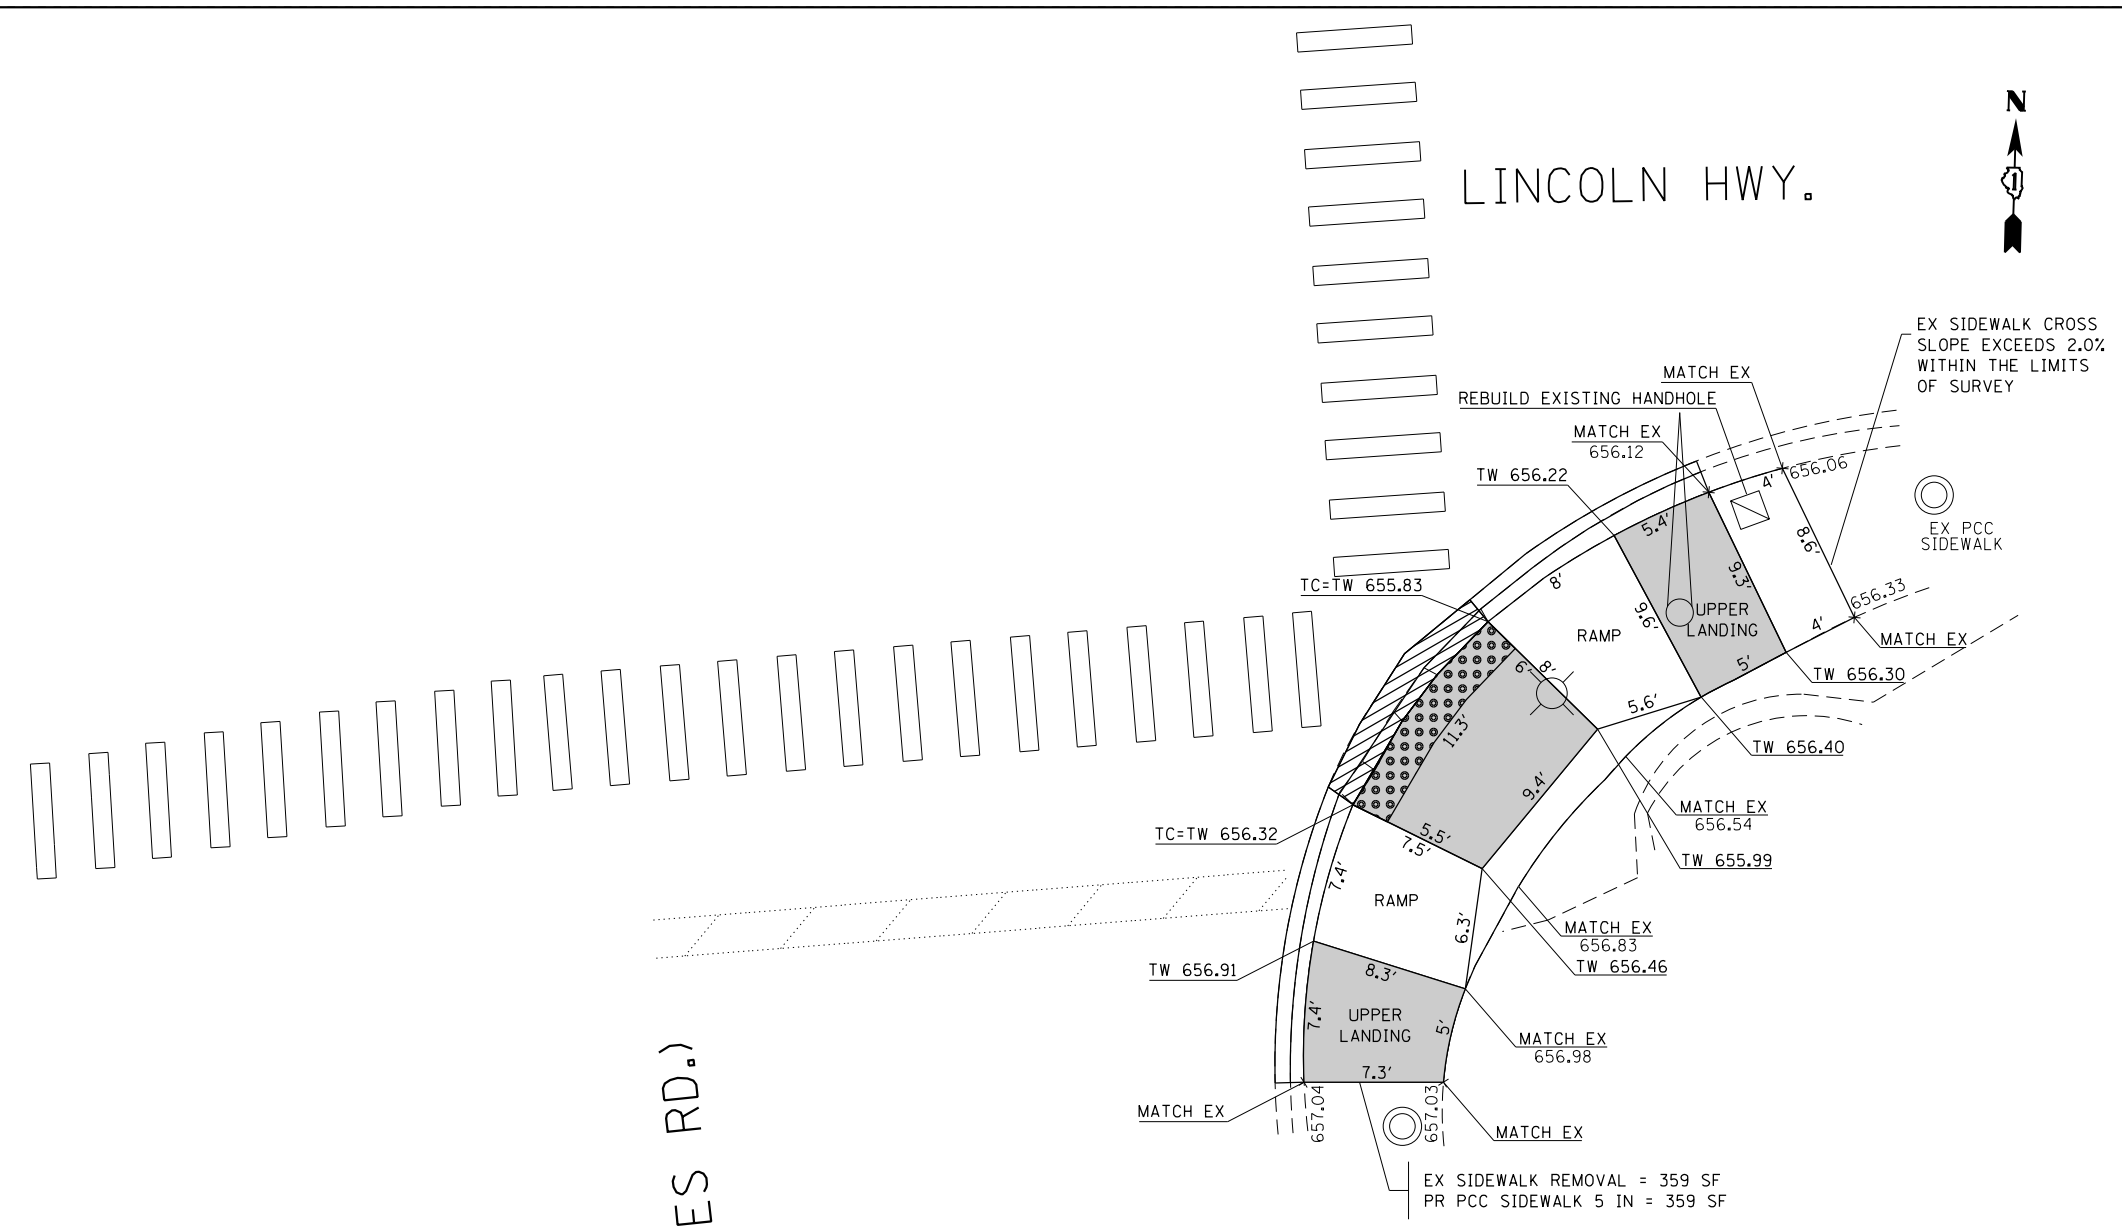 N
1
LINCOLN HWY.
EX SIDEWALK CROSS
SLOPE EXCEEDS 2.0%
WITHIN THE LIMITS
OF SURVEY
MATCH EX
REBUILD EXISTING HANDHOLE
MATCH EX
656.12
TW 656.22
656.06
4'
5.4'
8.6'
EX PCC
SIDEWALK
TC=TW 655.83
8'
9.3'
9.6'
UPPER
LANDING
RAMP
656.33
4'
MATCH EX
5'
TW 656.30
6'
8'
5.6'
TW 656.40
11.3'
9.4'
MATCH EX
656.54
TW 655.99
TC=TW 656.32
5.5'
7.5'
7.4'
RAMP
6.3'
MATCH EX
656.83
TW 656.46
TW 656.91
8.3'
7.4'
UPPER
LANDING
5'
MATCH EX
656.98
7.3'
MATCH EX
657.04
657.03
MATCH EX
EX SIDEWALK REMOVAL = 359 SF
PR PCC SIDEWALK 5 IN = 359 SF
ES RD.)